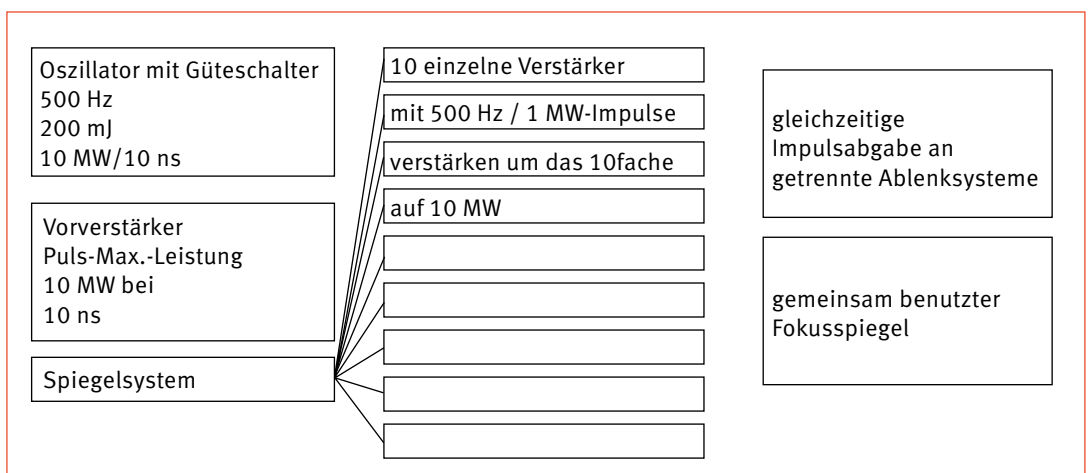 Oszillator mit Güteschalter
500 Hz
200 mJ
10 MW/10 ns
Vorverstärker
Puls-Max.-Leistung
10 MW bei
10 ns
Spiegelsystem
10 einzelne Verstärker
mit 500 Hz / 1 MW-Impulse
verstärken um das 10fache
auf 10 MW
gleichzeitige
Impulsabgabe an
getrennte Ablenksysteme
gemeinsam benutzter
Fokusspiegel